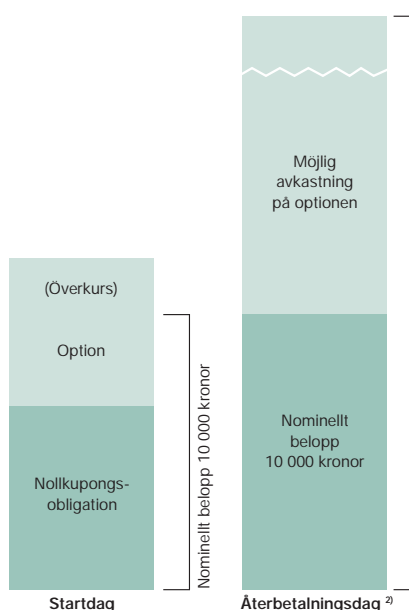 Möjlig
avkastning
på optionen
(Överkurs)
Option
Nollkupongs-
obligation
Nominellt belopp 10 000 kronor
Nominellt
belopp
10 000 kronor
Startdag
Återbetalningsdag 2)